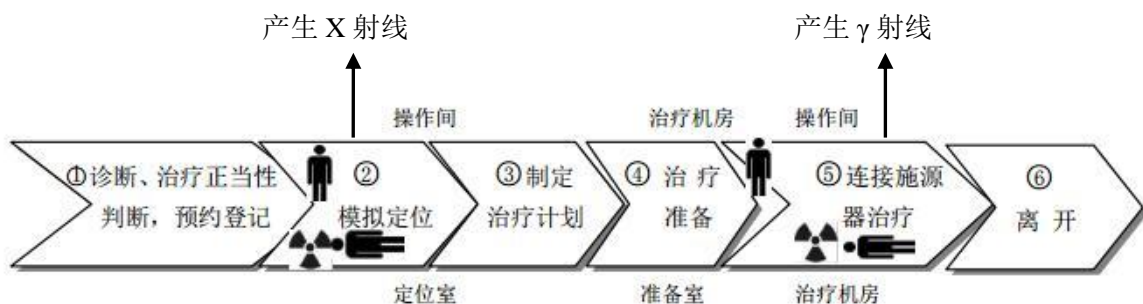 产生 X 射线
产生 γ 射线
操作间
治疗机房
操作间
①诊断、治疗正当性
判断，预约登记
②
模拟定位
③制定
治疗计划
④ 治 疗
准备
⑤连接施源
器治疗
⑥
离 开
定位室
准备室
治疗机房